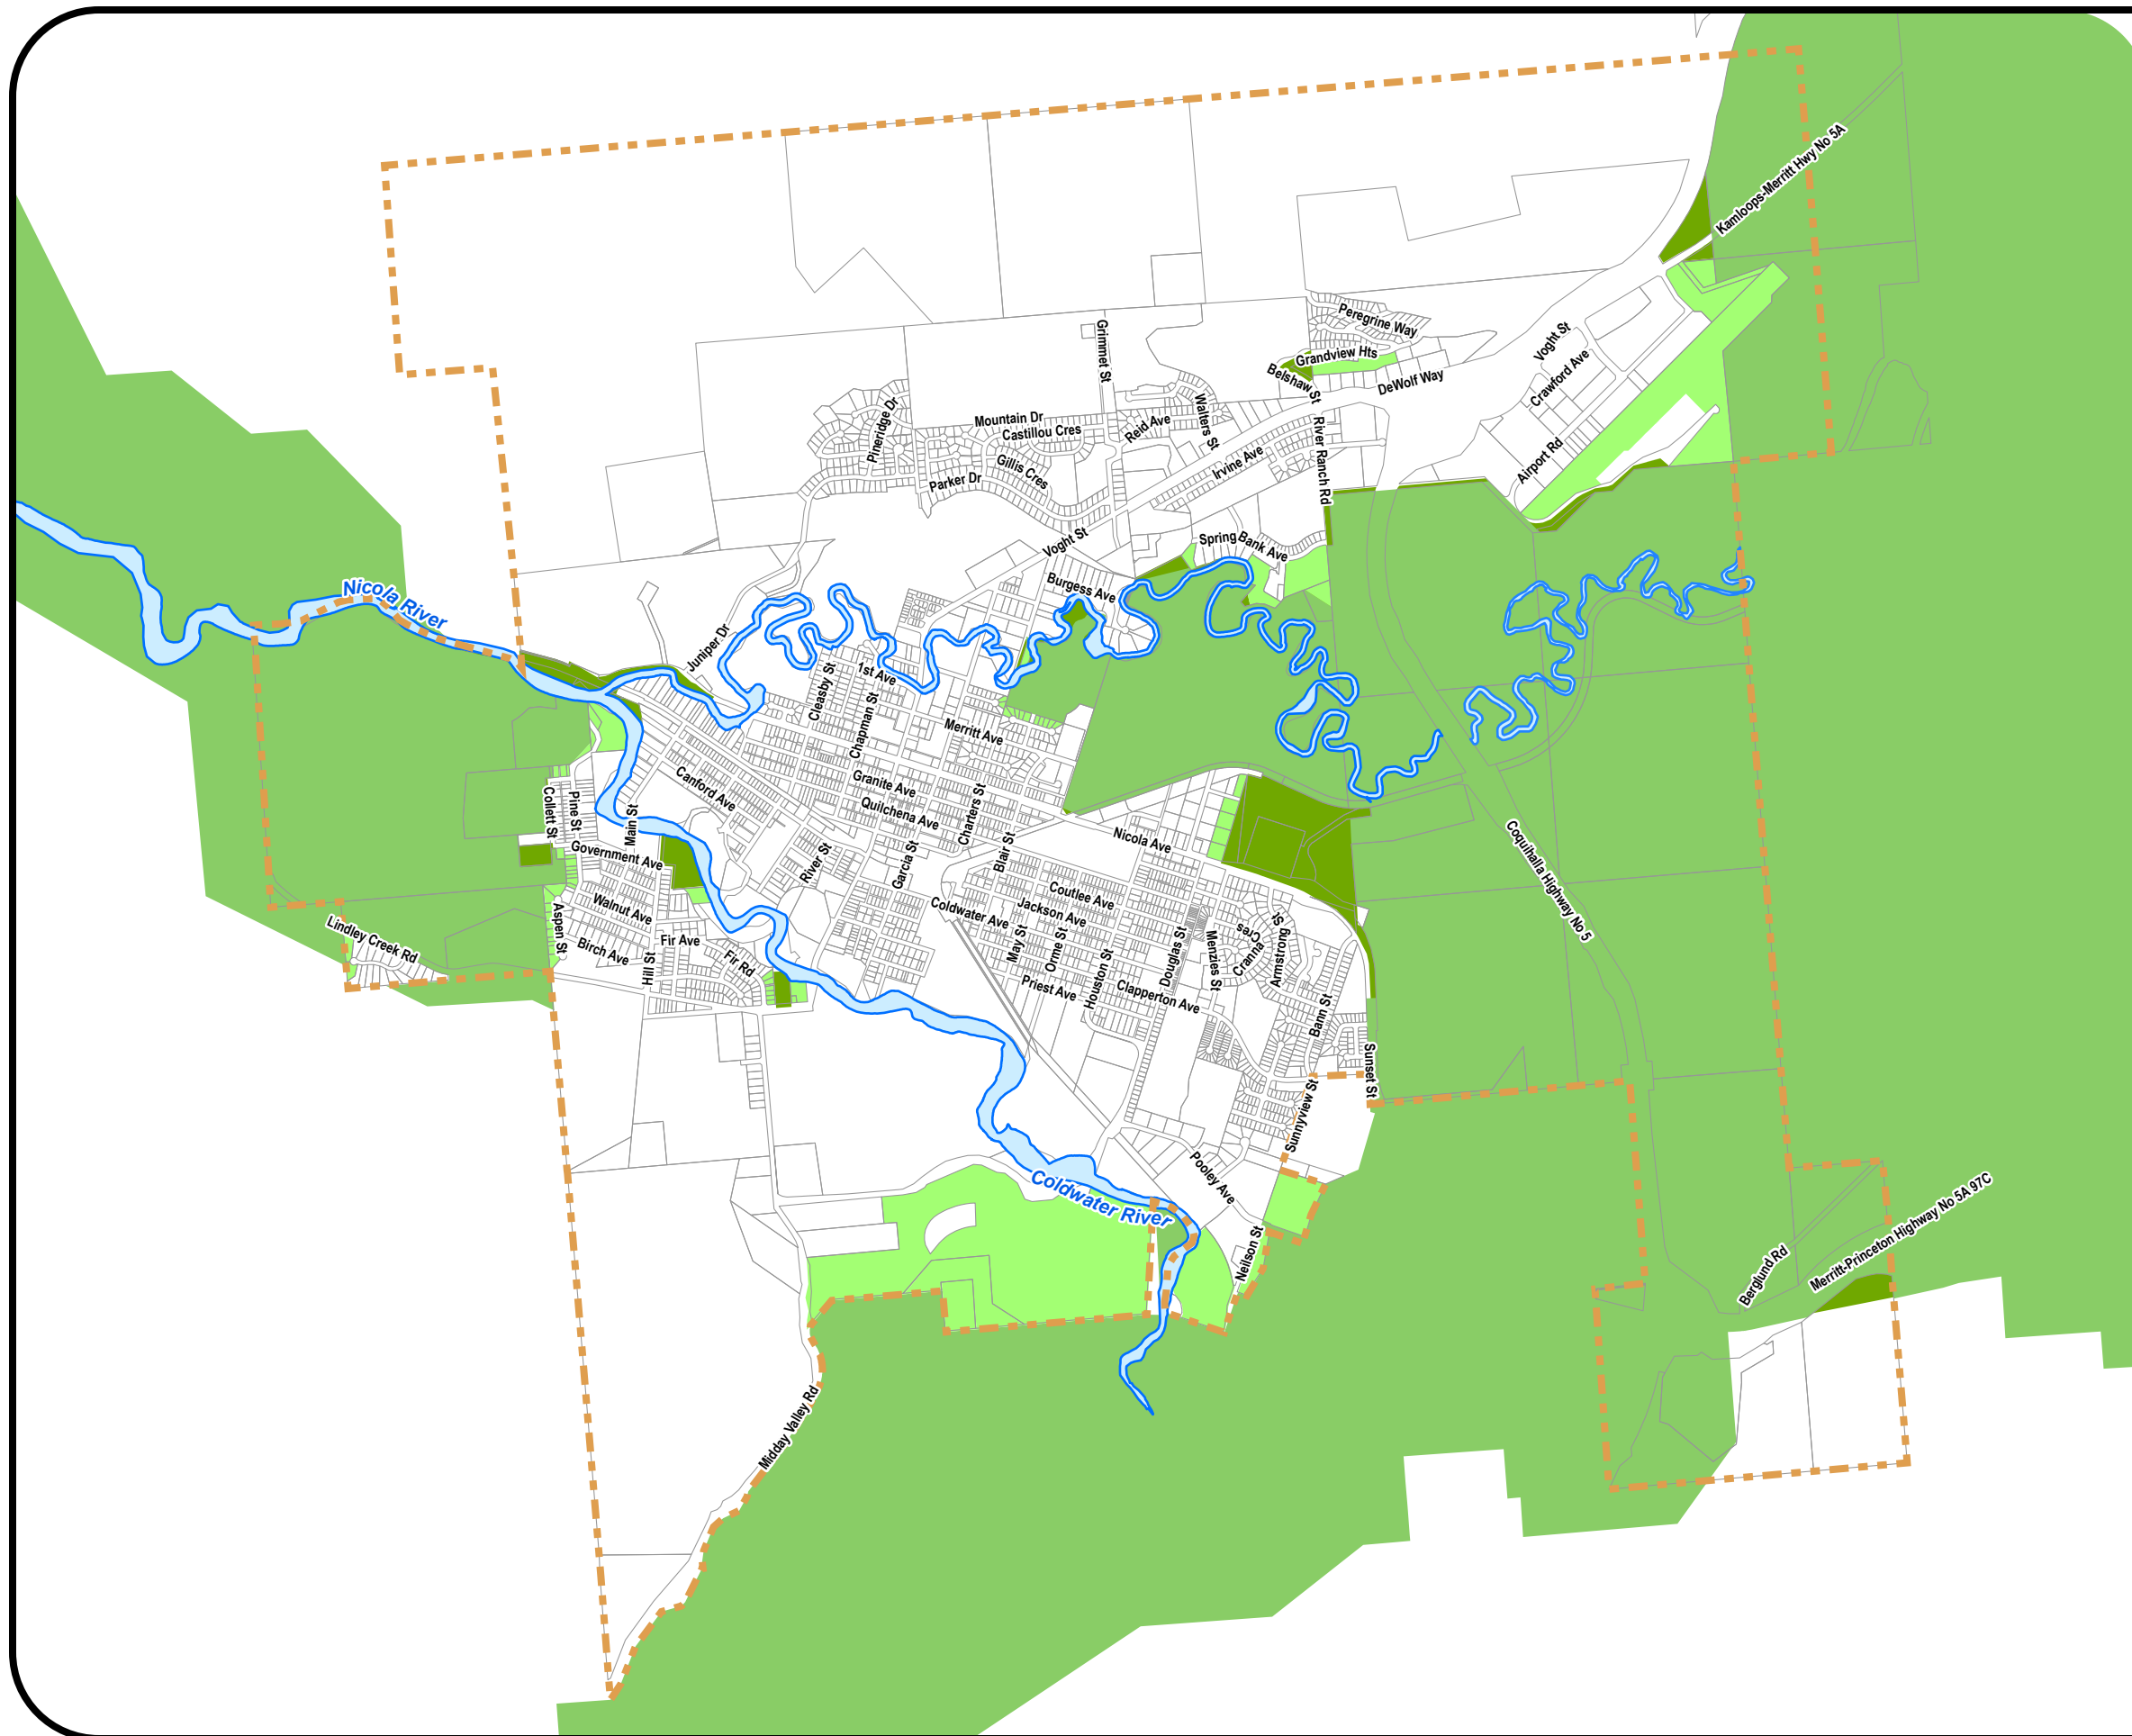 Kamloops-Merritt Hwy No 5A
Peregrine Way
Grandview Hts
Belshaw St
DeWolf Way
Voght St
Crawford Ave
Airport Rd
Grimmet St
Walters St
Reid Ave
Mountain Dr
Castillou Cres
Pineridge Dr
Gillis Cres
Parker Dr
Irvine Ave
River Ranch Rd
Voght St
Spring Bank Ave
Burgess Ave
Nicola River
Juniper Dr
1st Ave
Cleasby St
Chapman St
Merritt Ave
Canford Ave
Granite Ave
Quilchena Ave
Charters St
Collett St
Pine St
Main St
Government Ave
River St
Garcia St
Blair St
Nicola Ave
Coquihalla Highway No 5
Walnut Ave
Coutlee Ave
Jackson Ave
Coldwater Ave
Aspen St
Lindley Creek Rd
Birch Ave
Fir Ave
Hill St
Fir Rd
May St
Orme St
Houston St
Douglas St
Menzies St
Cranna Cres
Armstrong St
Priest Ave
Clapperton Ave
Bann St
Sunset St
Sunnyview St
Pooley Ave
Coldwater River
Neilson St
Berglund Rd
Merritt-Princeton Highway No 5A 97C
Midday Valley Rd